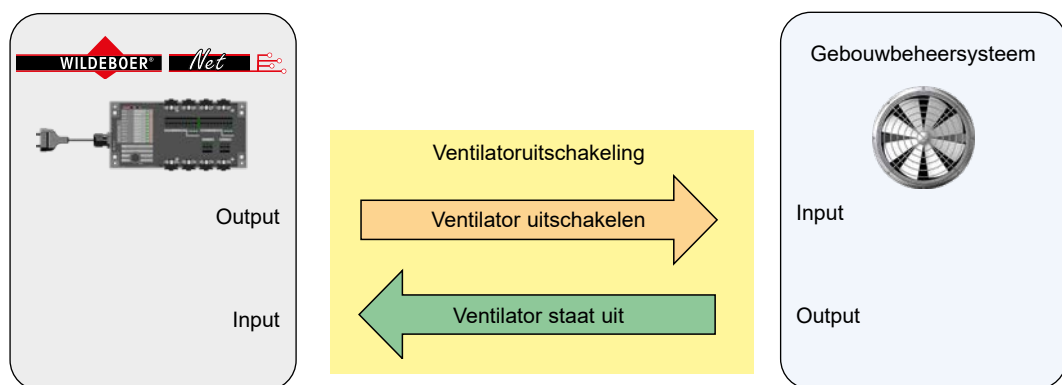 WILDEBOER® Net
Output
Input
Ventilatoruitschakeling
Ventilator uitschakelen
Ventilator staat uit
Gebouwbeheersysteem
Input
Output